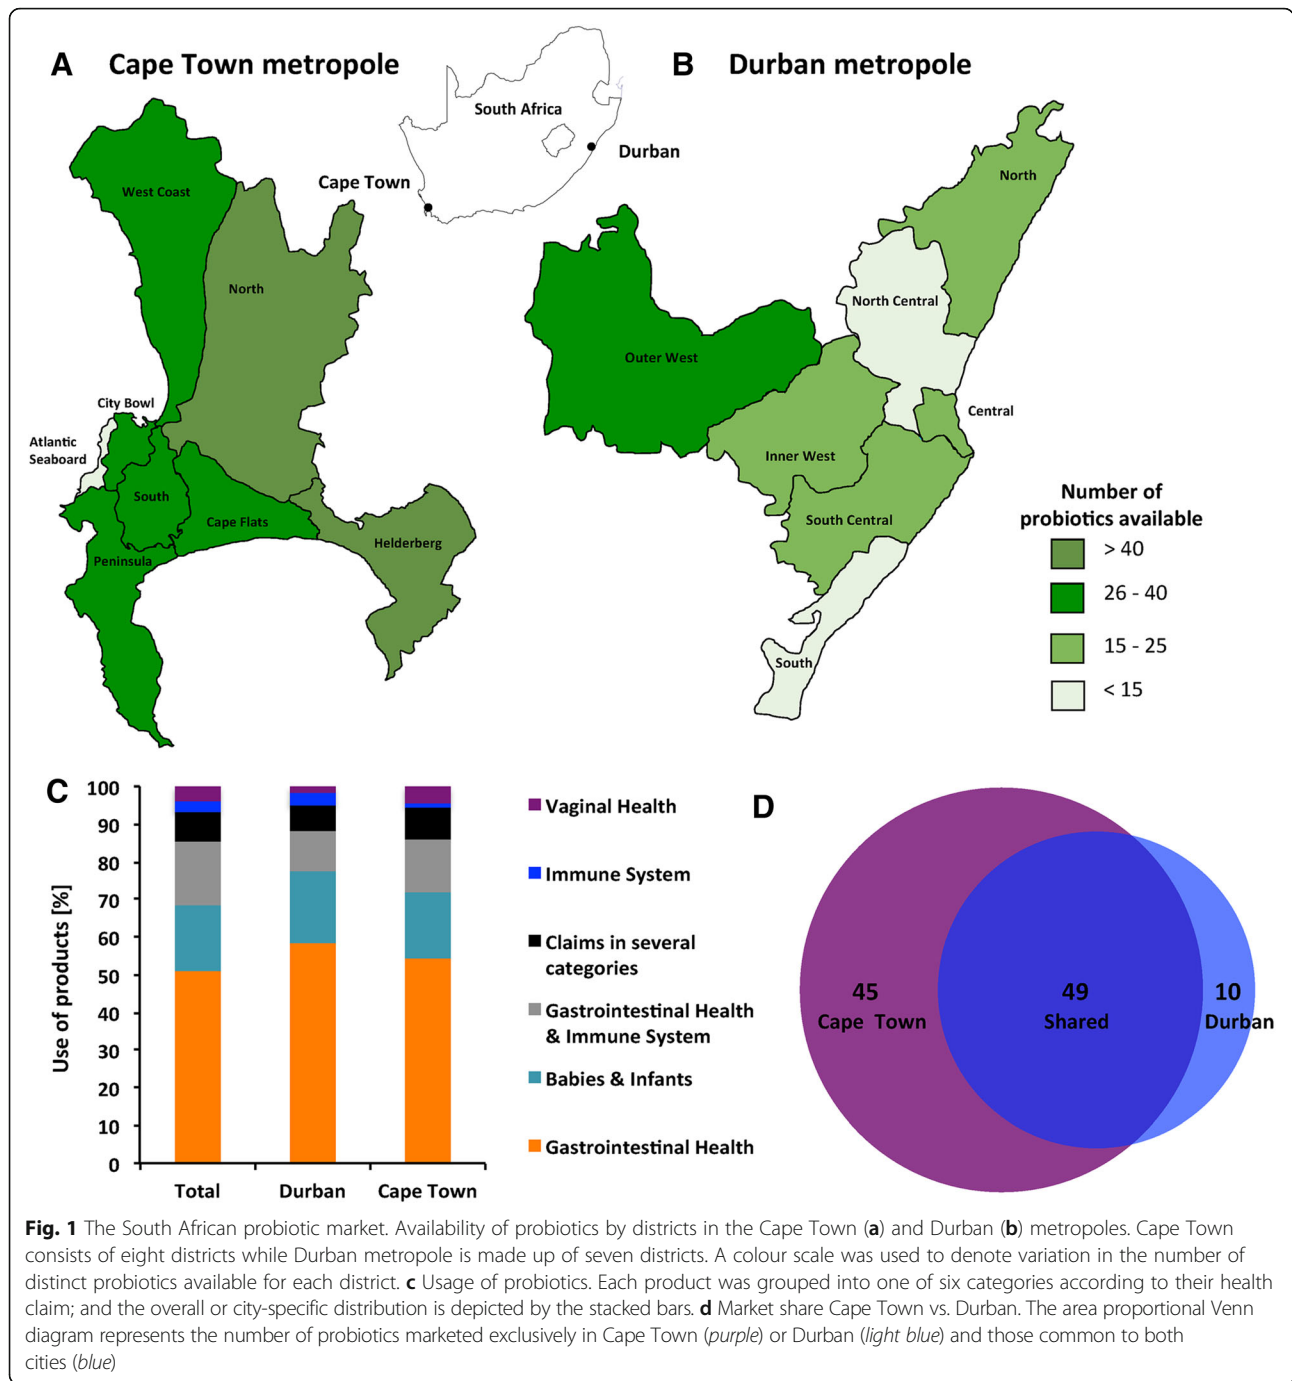 A Cape Town metropole
South Africa
Durban
Cape Town
West Coast
North
City Bowl
Atlantic
Seaboard
South
Cape Flats
Peninsula
Helderberg
B Durban metropole
North
North Central
Outer West
Central
Inner West
South Central
South
Number of
probiotics available
> 40
26 - 40
15 - 25
< 15
C
Use of products [%]
100
90
80
70
60
50
40
30
20
10
0
Total
Durban
Cape Town
Vaginal Health
Immune System
Claims in several
categories
Gastrointestinal Health
& Immune System
Babies & Infants
Gastrointestinal Health
D
45
Cape Town
49
Shared
10
Durban
Fig. 1 The South African probiotic market. Availability of probiotics by districts in the Cape Town (a) and Durban (b) metropoles. Cape Town
consists of eight districts while Durban metropole is made up of seven districts. A colour scale was used to denote variation in the number of
distinct probiotics available for each district. c Usage of probiotics. Each product was grouped into one of six categories according to their health
claim; and the overall or city-specific distribution is depicted by the stacked bars. d Market share Cape Town vs. Durban. The area proportional Venn
diagram represents the number of probiotics marketed exclusively in Cape Town (purple) or Durban (light blue) and those common to both
cities (blue)